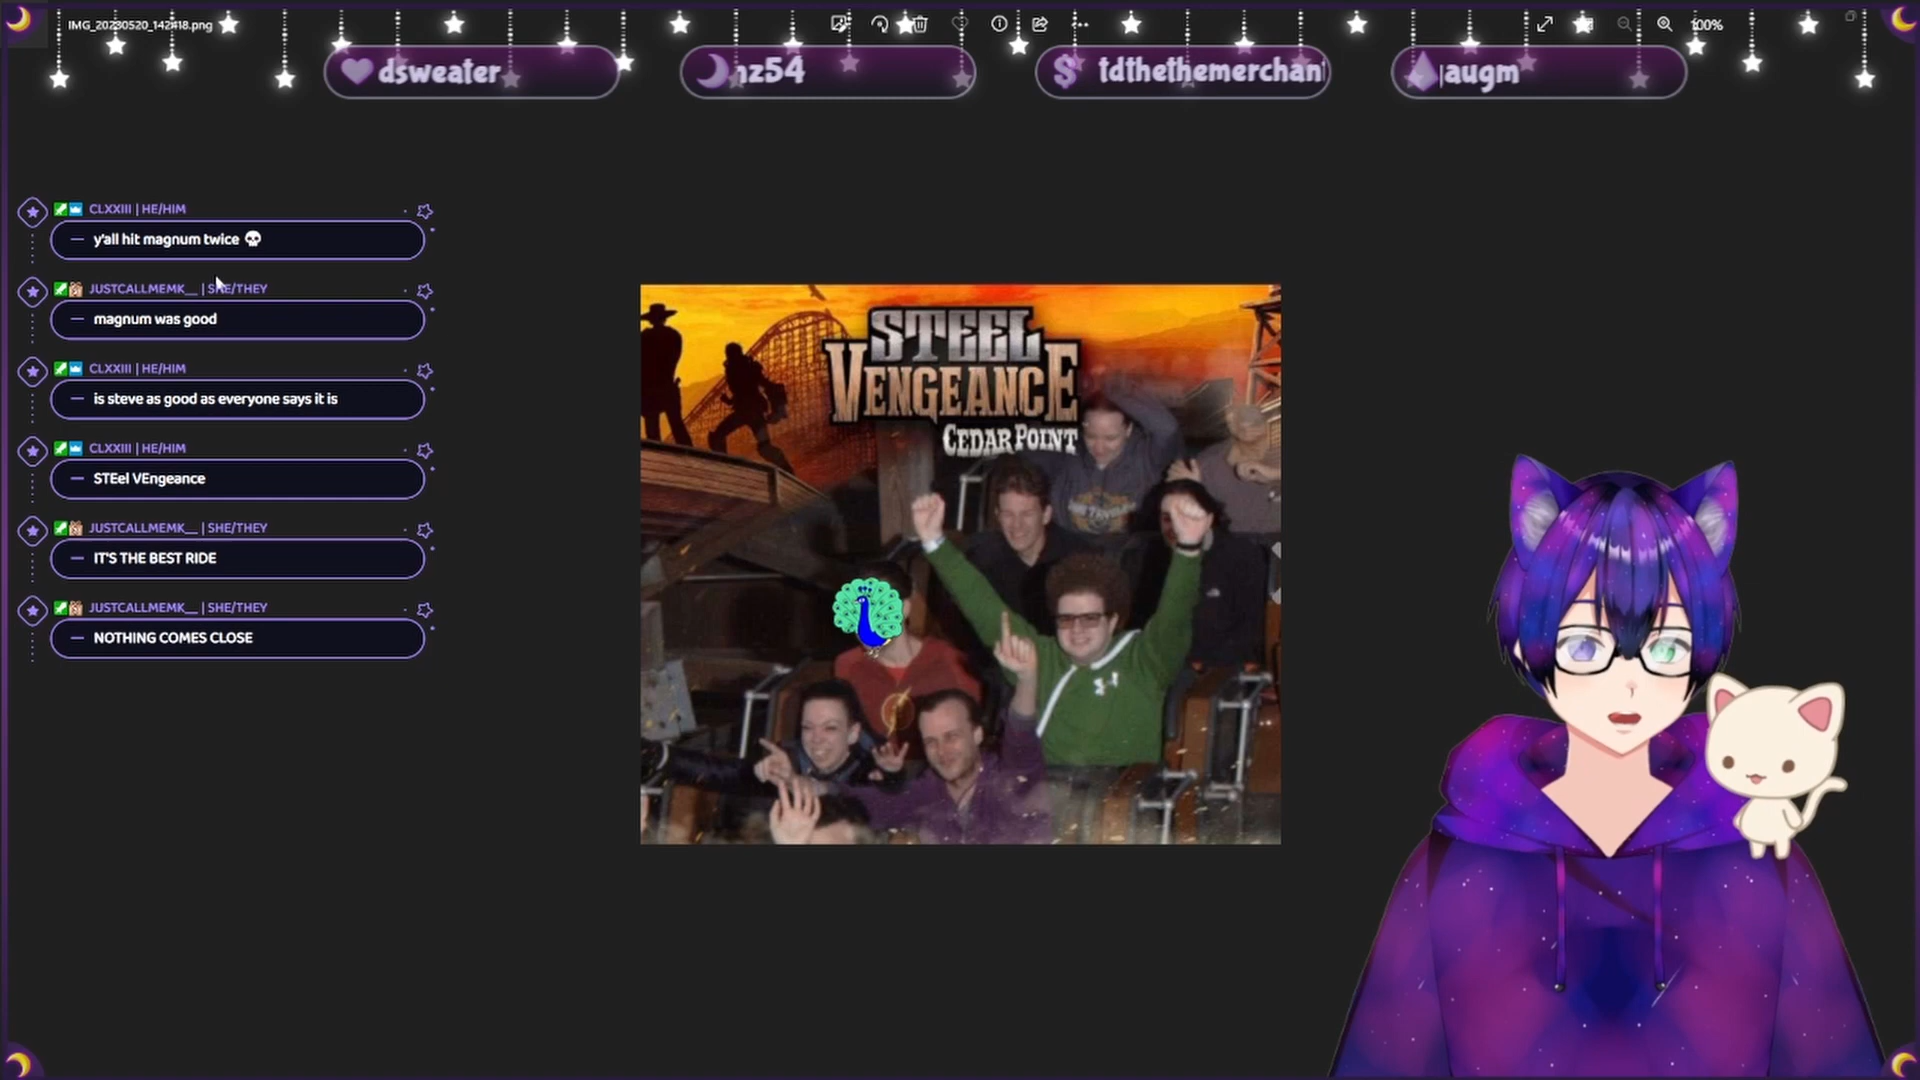 IMG_20230520_142418.png
100%
dsweater
nz54
tdthethemerchant
augm
CLXXIII | HE/HIM
y'all hit magnum twice 💀
JUSTCALLMEMK__ | SHE/THEY
magnum was good
CLXXIII | HE/HIM
is steve as good as everyone says it is
CLXXIII | HE/HIM
STEel VEngeance
JUSTCALLMEMK__ | SHE/THEY
IT'S THE BEST RIDE
JUSTCALLMEMK__ | SHE/THEY
NOTHING COMES CLOSE
STEEL
VENGEANCE
CEDAR POINT